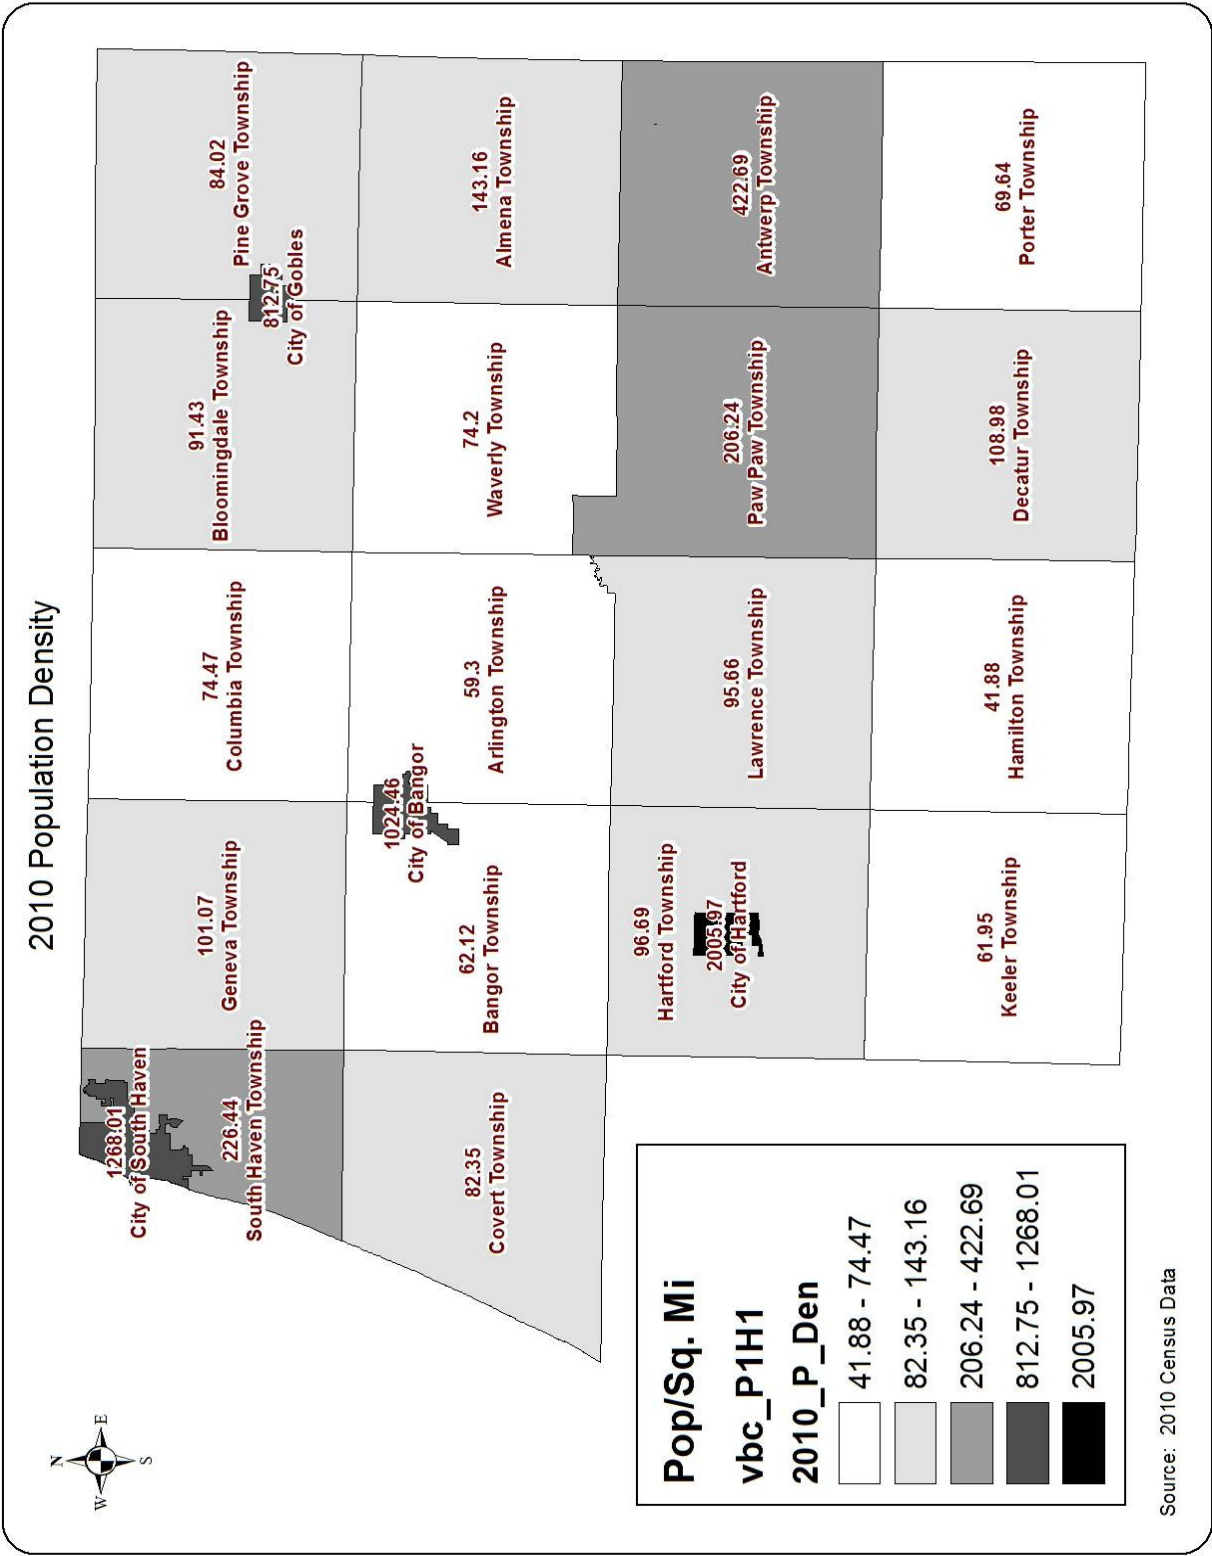 2010 Population Density
N
W E
S
1268.01
City of South Haven
226.44
South Haven Township
101.07
Geneva Township
74.47
Columbia Township
91.43
Bloomingdale Township
84.02
Pine Grove Township
812.75
City of Gobles
82.35
Covert Township
62.12
Bangor Township
1024.46
City of Bangor
59.3
Arlington Township
74.2
Waverly Township
143.16
Almena Township
96.69
Hartford Township
2005.97
City of Hartford
95.66
Lawrence Township
206.24
Paw Paw Township
422.69
Antwerp Township
61.95
Keeler Township
41.88
Hamilton Township
108.98
Decatur Township
69.64
Porter Township
Pop/Sq. Mi
vbc_P1H1
2010_P_Den
41.88 - 74.47
82.35 - 143.16
206.24 - 422.69
812.75 - 1268.01
2005.97
Source: 2010 Census Data